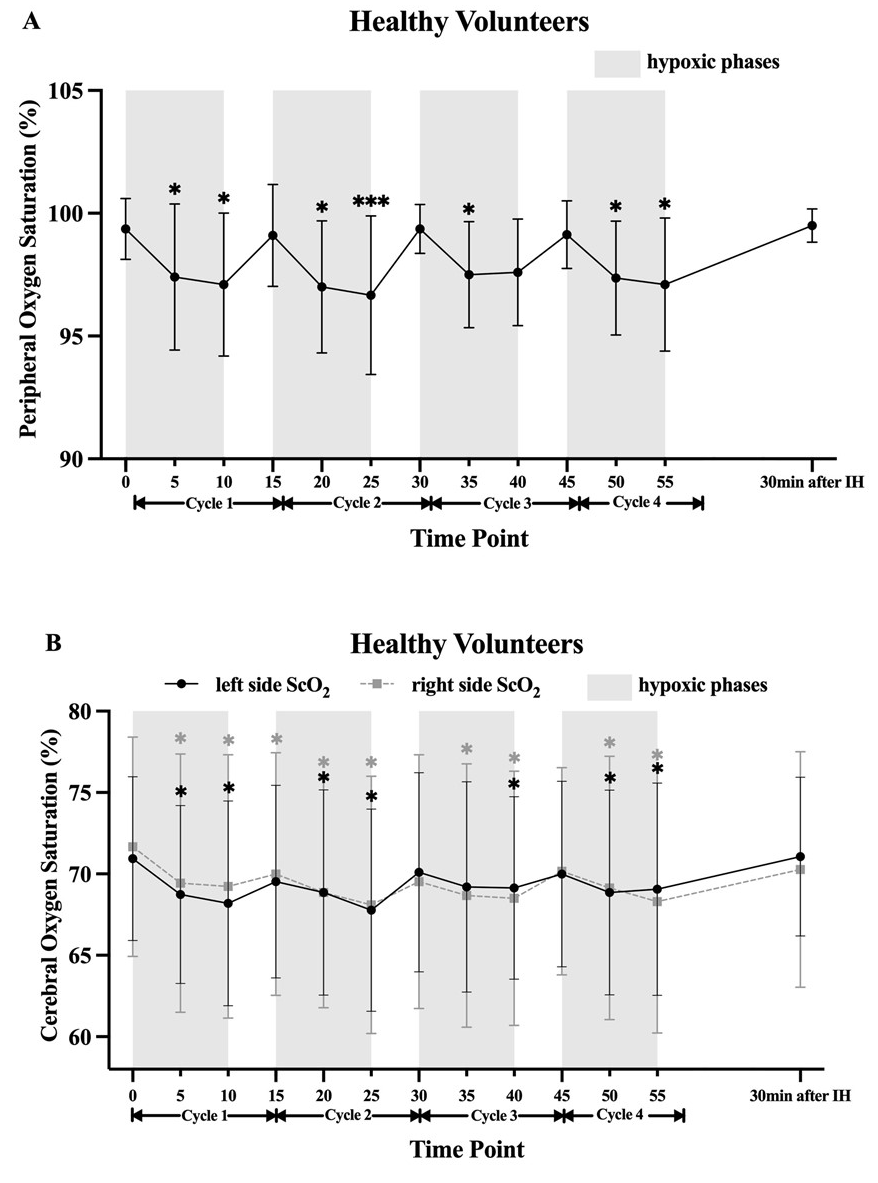 A
Healthy Volunteers
hypoxic phases
Peripheral Oxygen Saturation (%)
105
100
95
90
* * * *** * * *
0 5 10 15 20 25 30 35 40 45 50 55 30min after IH
Cycle 1 Cycle 2 Cycle 3 Cycle 4
Time Point
B
Healthy Volunteers
left side ScO2 right side ScO2 hypoxic phases
Cerebral Oxygen Saturation (%)
80
75
70
65
60
* * * * * * * * *
* * * * * * *
0 5 10 15 20 25 30 35 40 45 50 55 30min after IH
Cycle 1 Cycle 2 Cycle 3 Cycle 4
Time Point